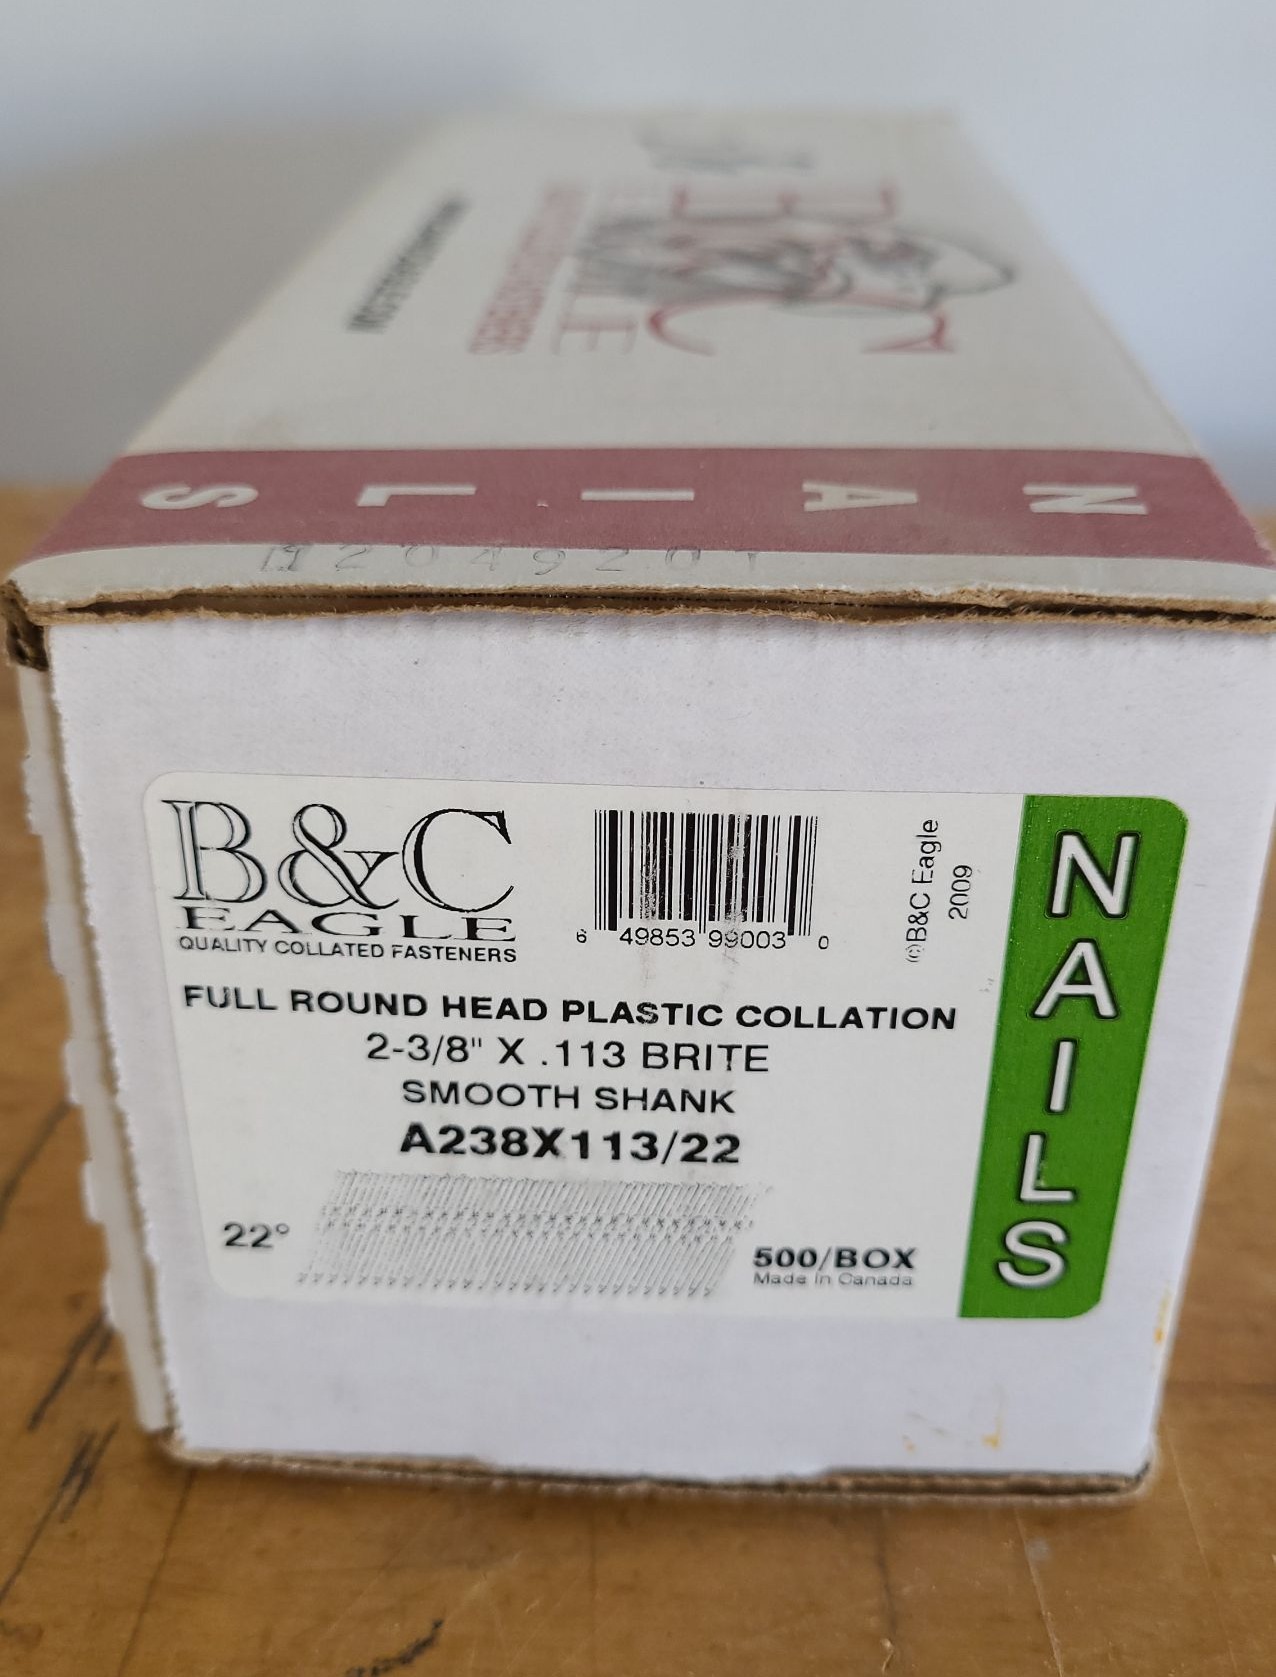 B&C
EAGLE
NAILS
B&C
EAGLE
QUALITY COLLATED FASTENERS
6 49853 99003 0
©B&C Eagle
2009
FULL ROUND HEAD PLASTIC COLLATION
2-3/8" X .113 BRITE
SMOOTH SHANK
A238X113/22
22°
500/BOX
Made In Canada
NAILS